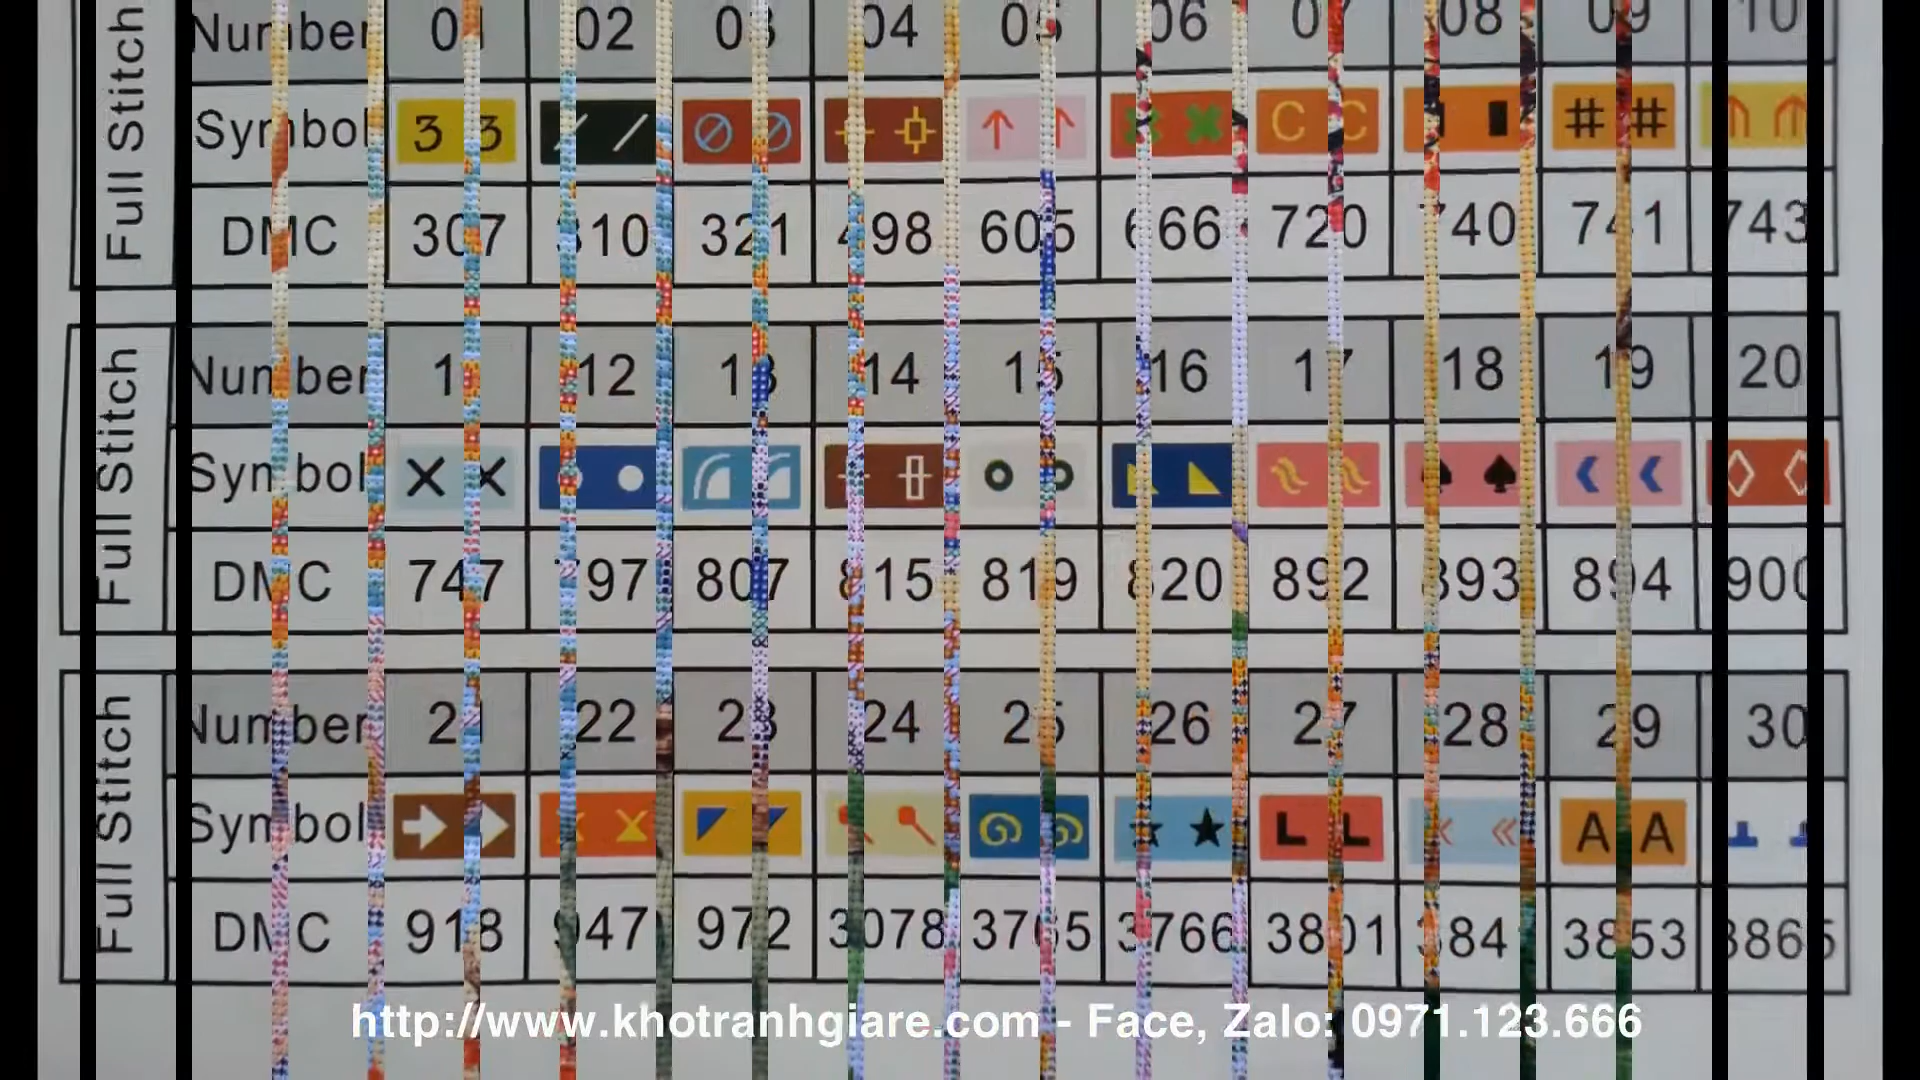 Full Stitch
Number 01 02 03 04 05 06 07 08 09 10
Symbol 3 3 C C # #
DMC 307 310 321 498 605 666 720 740 741 743
Full Stitch
Number 12 13 14 15 16 17 18 19 20
Symbol
DMC 747 797 807 815 819 820 892 893 894 900
Full Stitch
Number 21 22 23 24 25 26 27 28 29 30
Symbol L L A A
DMC 918 947 972 3078 3765 3766 3801 3853 3865
http://www.khotranhgiare.com - Face, Zalo: 0971.123.666